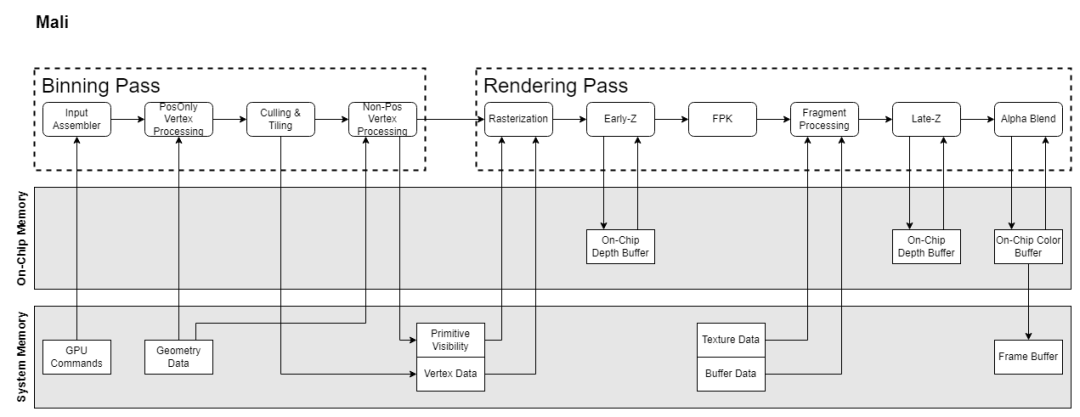 Mali
Binning Pass
Rendering Pass
Input
Assembler
PosOnly
Vertex
Processing
Culling &
Tiling
Non-Pos
Vertex
Processing
Rasterization
Early-Z
FPK
Fragment
Processing
Late-Z
Alpha Blend
On-Chip Memory
On-Chip
Depth Buffer
On-Chip
Depth Buffer
On-Chip Color
Buffer
System Memory
GPU
Commands
Geometry
Data
Primitive
Visibility
Vertex Data
Texture Data
Buffer Data
Frame Buffer